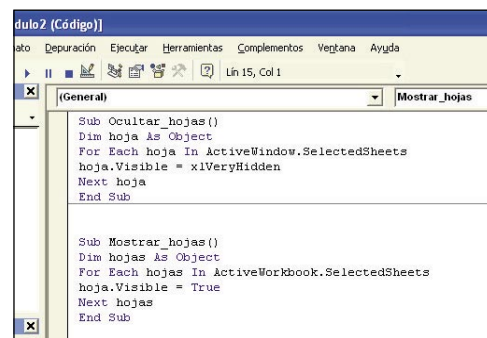 dulo2 (Código)]
ato Depuración Ejecutar Herramientas Complementos Ventana Ayuda
Lín 15, Col 1
(General) Mostrar_hojas
Sub Ocultar_hojas()
Dim hoja As Object
For Each hoja In ActiveWindow.SelectedSheets
hoja.Visible = xlVeryHidden
Next hoja
End Sub
Sub Mostrar_hojas()
Dim hojas As Object
For Each hojas In ActiveWorkbook.SelectedSheets
hoja.Visible = True
Next hojas
End Sub